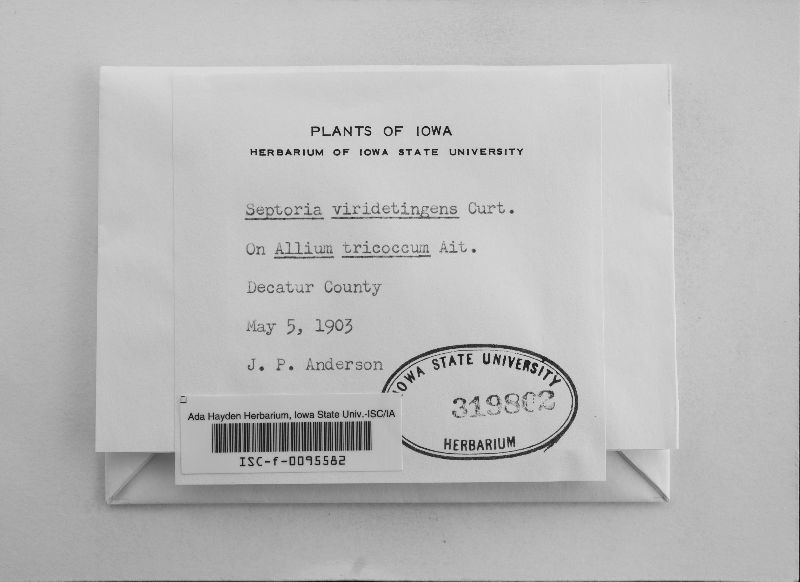 PLANTS OF IOWA
HERBARIUM OF IOWA STATE UNIVERSITY
Septoria viridetingens Curt.
On Allium tricoccum Ait.
Decatur County
May 5, 1903
J. P. Anderson
IOWA STATE UNIVERSITY
319802
HERBARIUM
Ada Hayden Herbarium, Iowa State Univ.-ISC/IA
ISC-f-0095582